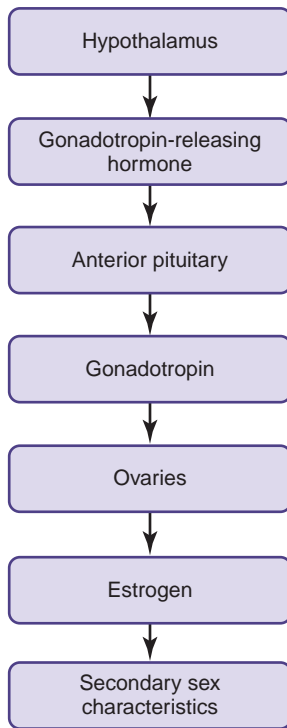 Hypothalamus
Gonadotropin-releasing
hormone
Anterior pituitary
Gonadotropin
Ovaries
Estrogen
Secondary sex
characteristics